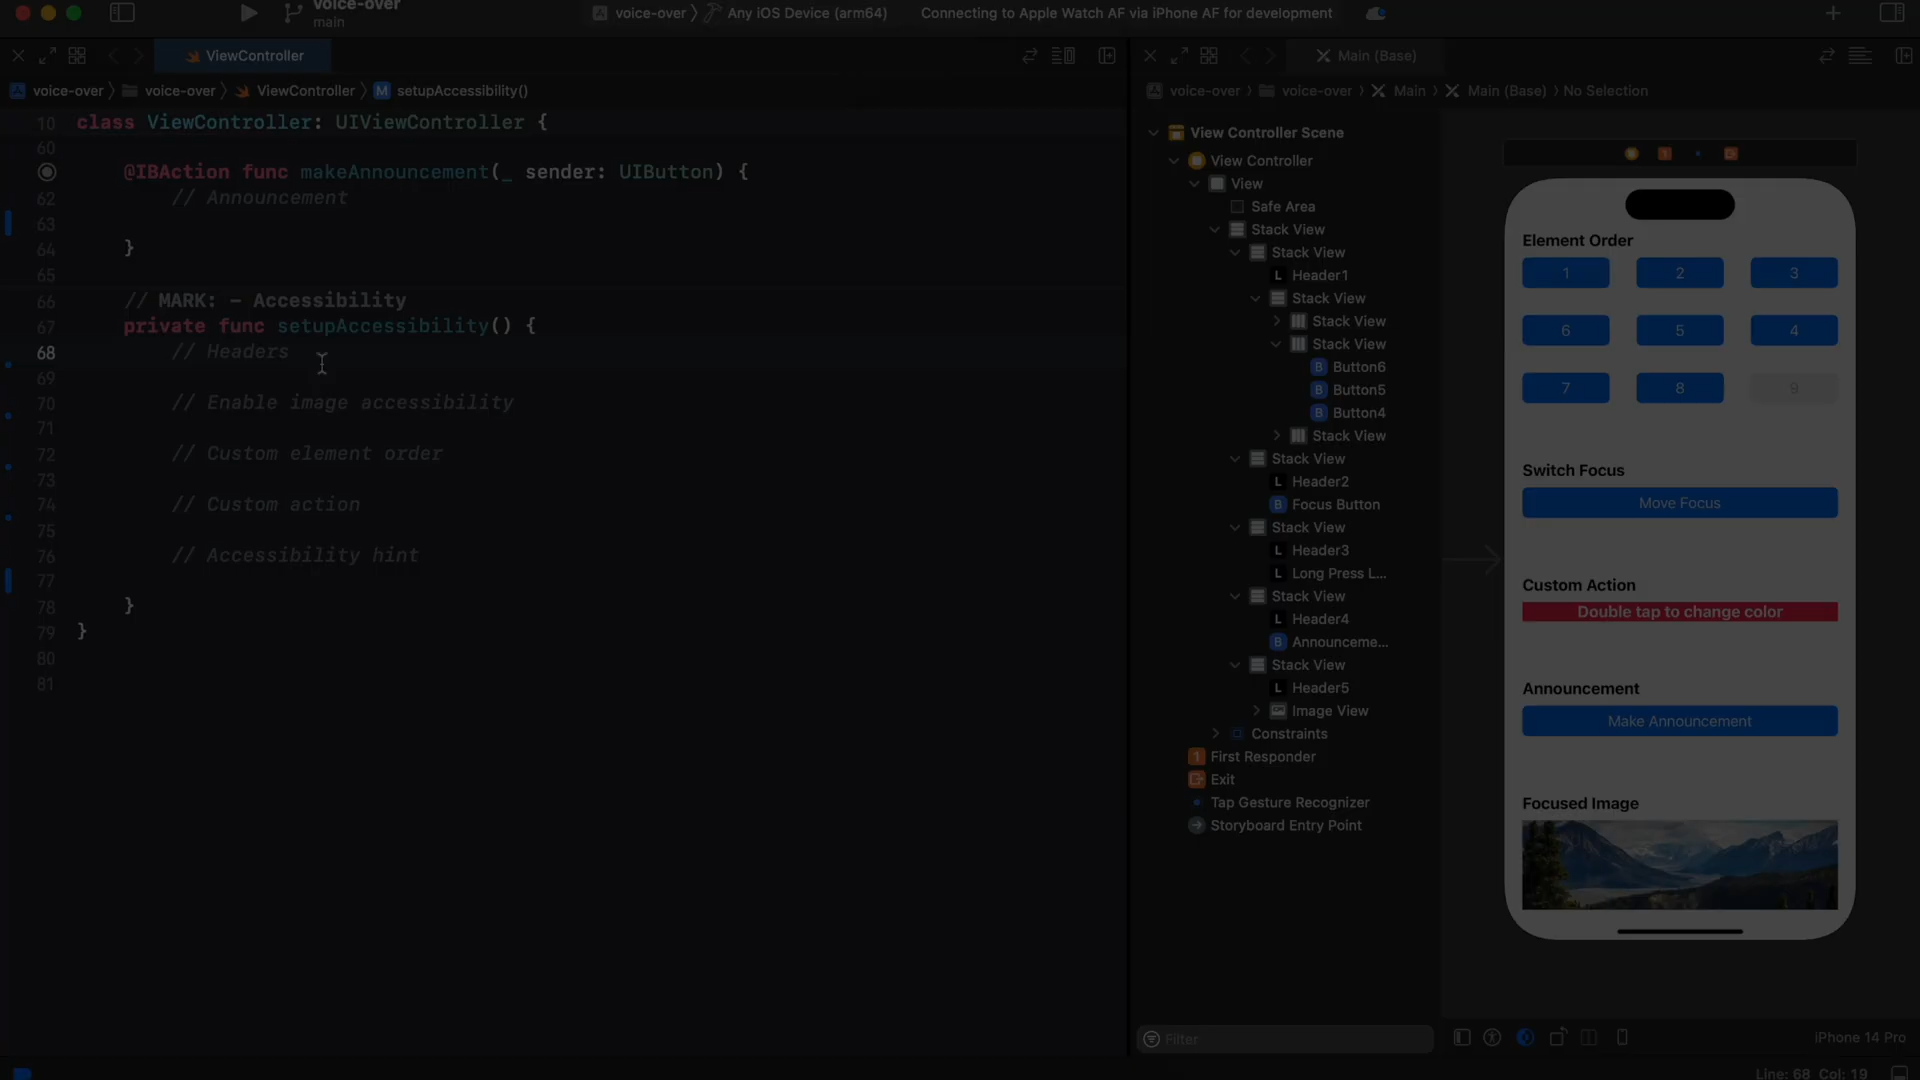 voice-over
main
voice-over
Any iOS Device (arm64)
Connecting to Apple Watch AF via iPhone AF for development
ViewController
voice-over
voice-over
ViewController
M
setupAccessibility()
10 class ViewController: UIViewController {
60
@IBAction func makeAnnouncement(_ sender: UIButton) {
62 // Announcement
63
64 }
65
66 // MARK: - Accessibility
67 private func setupAccessibility() {
68 // Headers
69
70 // Enable image accessibility
71
72 // Custom element order
73
74 // Custom action
75
76 // Accessibility hint
77
78 }
79 }
80
81
Main (Base)
voice-over
voice-over
Main
Main (Base)
No Selection
View Controller Scene
View Controller
View
Safe Area
Stack View
Stack View
L Header1
Stack View
Stack View
Stack View
B Button6
B Button5
B Button4
Stack View
Stack View
L Header2
B Focus Button
Stack View
L Header3
L Long Press L...
Stack View
L Header4
B Announceme...
Stack View
L Header5
Image View
Constraints
1 First Responder
Exit
Tap Gesture Recognizer
Storyboard Entry Point
Filter
1
Element Order
1 2 3
6 5 4
7 8 9
Switch Focus
Move Focus
Custom Action
Double tap to change color
Announcement
Make Announcement
Focused Image
iPhone 14 Pro
Line: 68 Col: 19